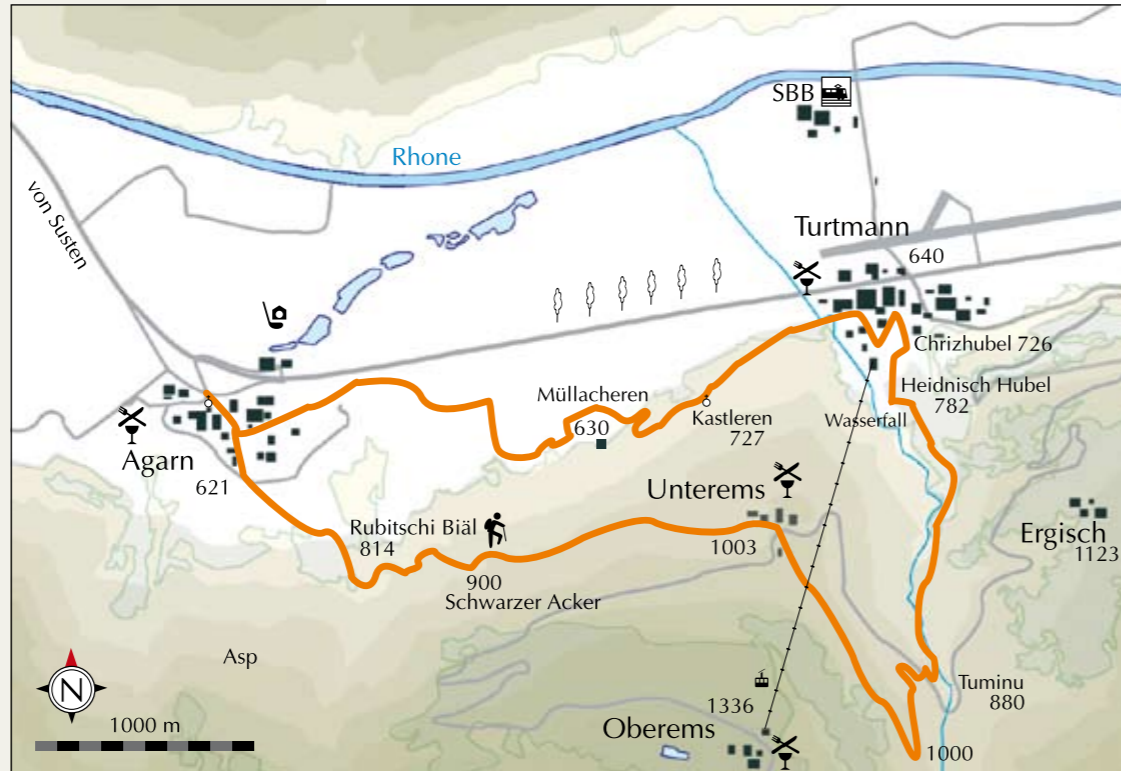 SBB
Rhone
von Susten
Turtmann
640
Chrizhubel 726
Müllacheren
630
Heidnisch Hubel
782
Kastleren
727
Wasserfall
Agarn
621
Unterems
Rubitschi Biäl
814
1003
Ergisch
1123
900
Schwarzer Acker
Asp
Tuminu
880
1336
N
1000 m
Oberems
1000